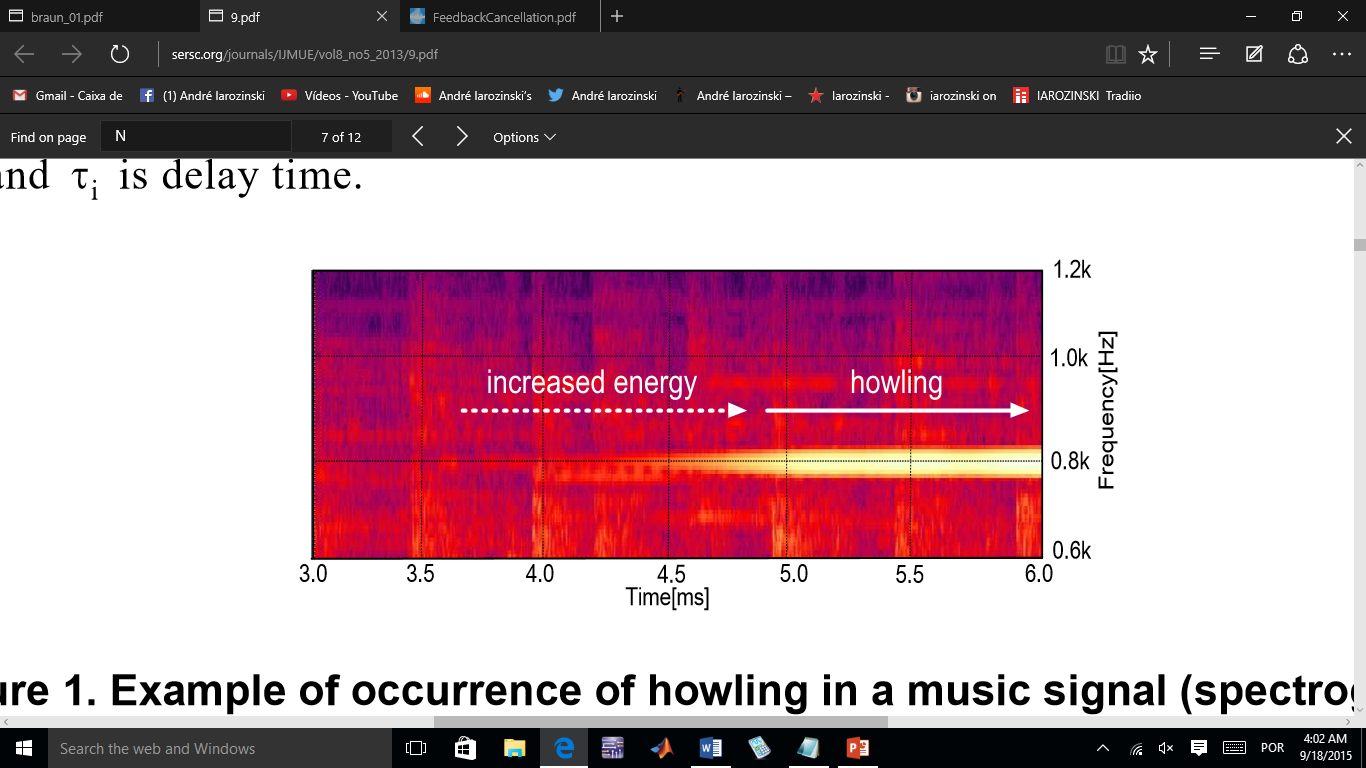 braun_01.pdf
9.pdf
FeedbackCancellation.pdf
sersc.org/journals/IJMUE/vol8_no5_2013/9.pdf
Gmail - Caixa de
(1) André Iarozinski
Vídeos - YouTube
André Iarozinski's
André Iarozinski
André Iarozinski –
Iarozinski -
iarozinski on
IAROZINSKI Tradiio
Find on page
N
7 of 12
Options
and τi is delay time.
1.2k
1.0k
0.8k
0.6k
Frequency[Hz]
increased energy
howling
3.0 3.5 4.0 4.5 5.0 5.5 6.0
Time[ms]
ure 1. Example of occurrence of howling in a music signal (spectro
Search the web and Windows
POR
4:02 AM
9/18/2015